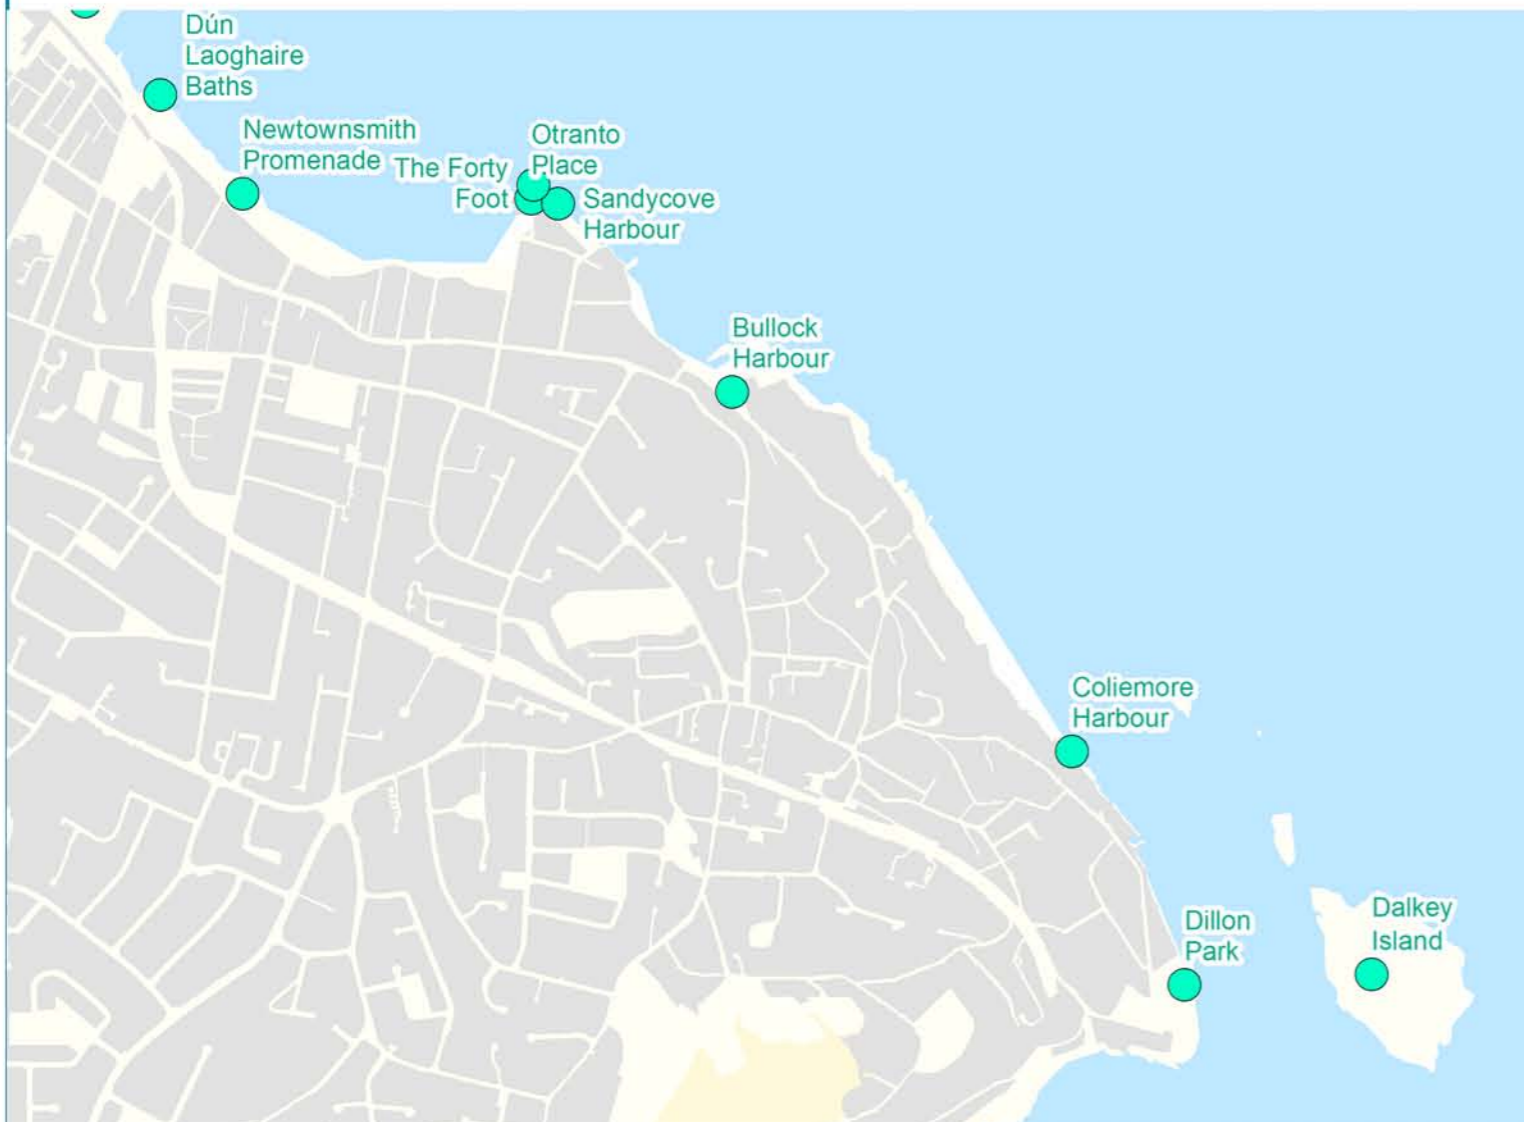 Dún
Laoghaire
Baths
Newtownsmith
Promenade
The Forty
Foot
Otranto
Place
Sandycove
Harbour
Bullock
Harbour
Coliemore
Harbour
Dillon
Park
Dalkey
Island